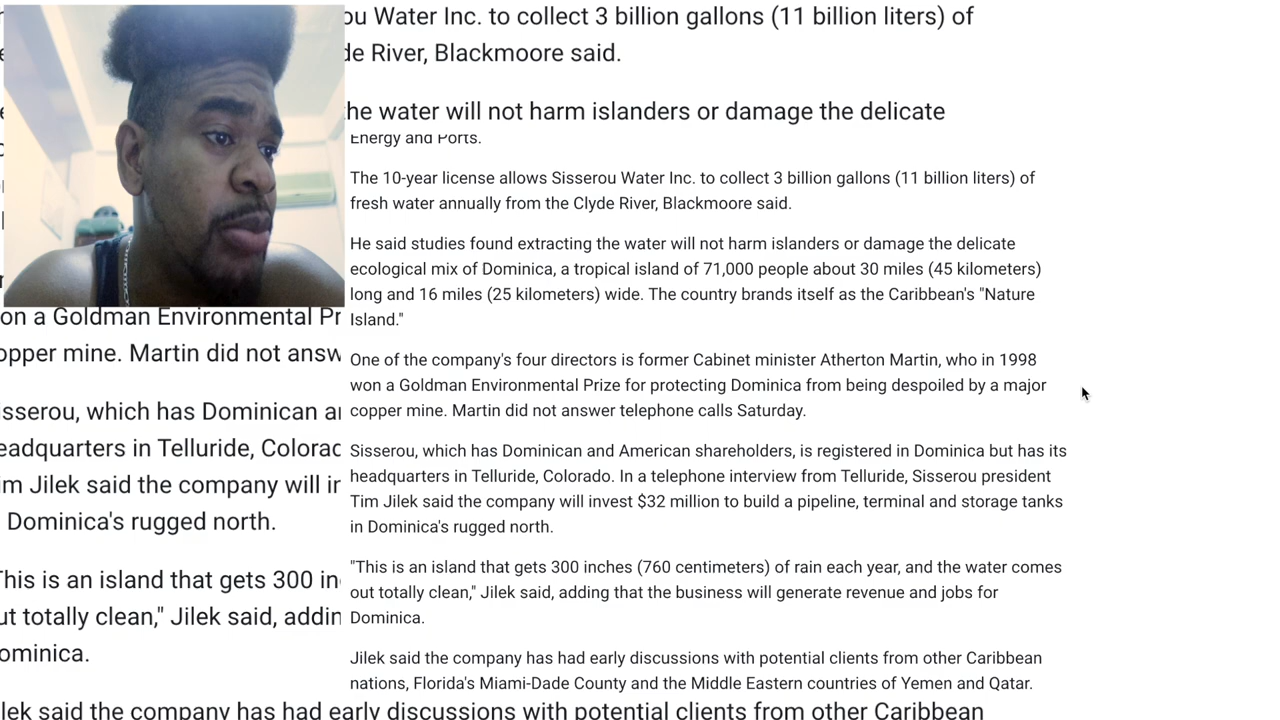 ou Water Inc. to collect 3 billion gallons (11 billion liters) of
de River, Blackmoore said.
the water will not harm islanders or damage the delicate
Energy and Ports.
The 10-year license allows Sisserou Water Inc. to collect 3 billion gallons (11 billion liters) of
fresh water annually from the Clyde River, Blackmoore said.
He said studies found extracting the water will not harm islanders or damage the delicate
ecological mix of Dominica, a tropical island of 71,000 people about 30 miles (45 kilometers)
long and 16 miles (25 kilometers) wide. The country brands itself as the Caribbean's "Nature
Island."
One of the company's four directors is former Cabinet minister Atherton Martin, who in 1998
won a Goldman Environmental Prize for protecting Dominica from being despoiled by a major
copper mine. Martin did not answer telephone calls Saturday.
Sisserou, which has Dominican and American shareholders, is registered in Dominica but has its
headquarters in Telluride, Colorado. In a telephone interview from Telluride, Sisserou president
Tim Jilek said the company will invest $32 million to build a pipeline, terminal and storage tanks
in Dominica's rugged north.
"This is an island that gets 300 inches (760 centimeters) of rain each year, and the water comes
out totally clean," Jilek said, adding that the business will generate revenue and jobs for
Dominica.
Jilek said the company has had early discussions with potential clients from other Caribbean
nations, Florida's Miami-Dade County and the Middle Eastern countries of Yemen and Qatar.
on a Goldman Environmental Pr
opper mine. Martin did not answ
isserou, which has Dominican a
eadquarters in Telluride, Colorad
im Jilek said the company will in
Dominica's rugged north.
This is an island that gets 300 in
ut totally clean," Jilek said, addin
ominica.
ilek said the company has had early discussions with potential clients from other Caribbean